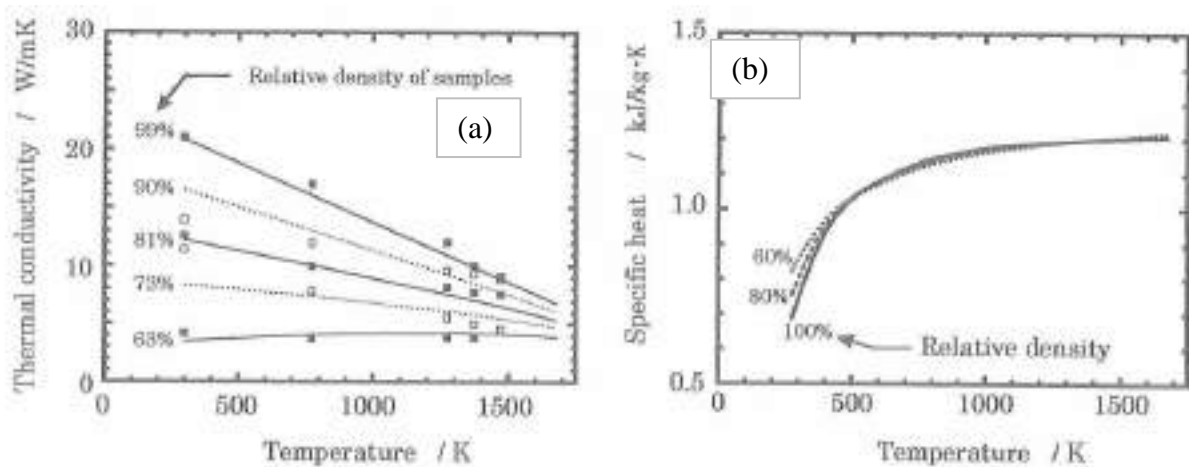 30
20
10
0
0
500
1000
1500
Thermal conductivity / W/mK
Temperature / K
Relative density of samples
99%
90%
81%
73%
63%
(a)
1.5
1.0
0.5
0
500
1000
1500
Specific heat / kJ/kg·K
Temperature / K
(b)
60%
80%
100%
Relative density